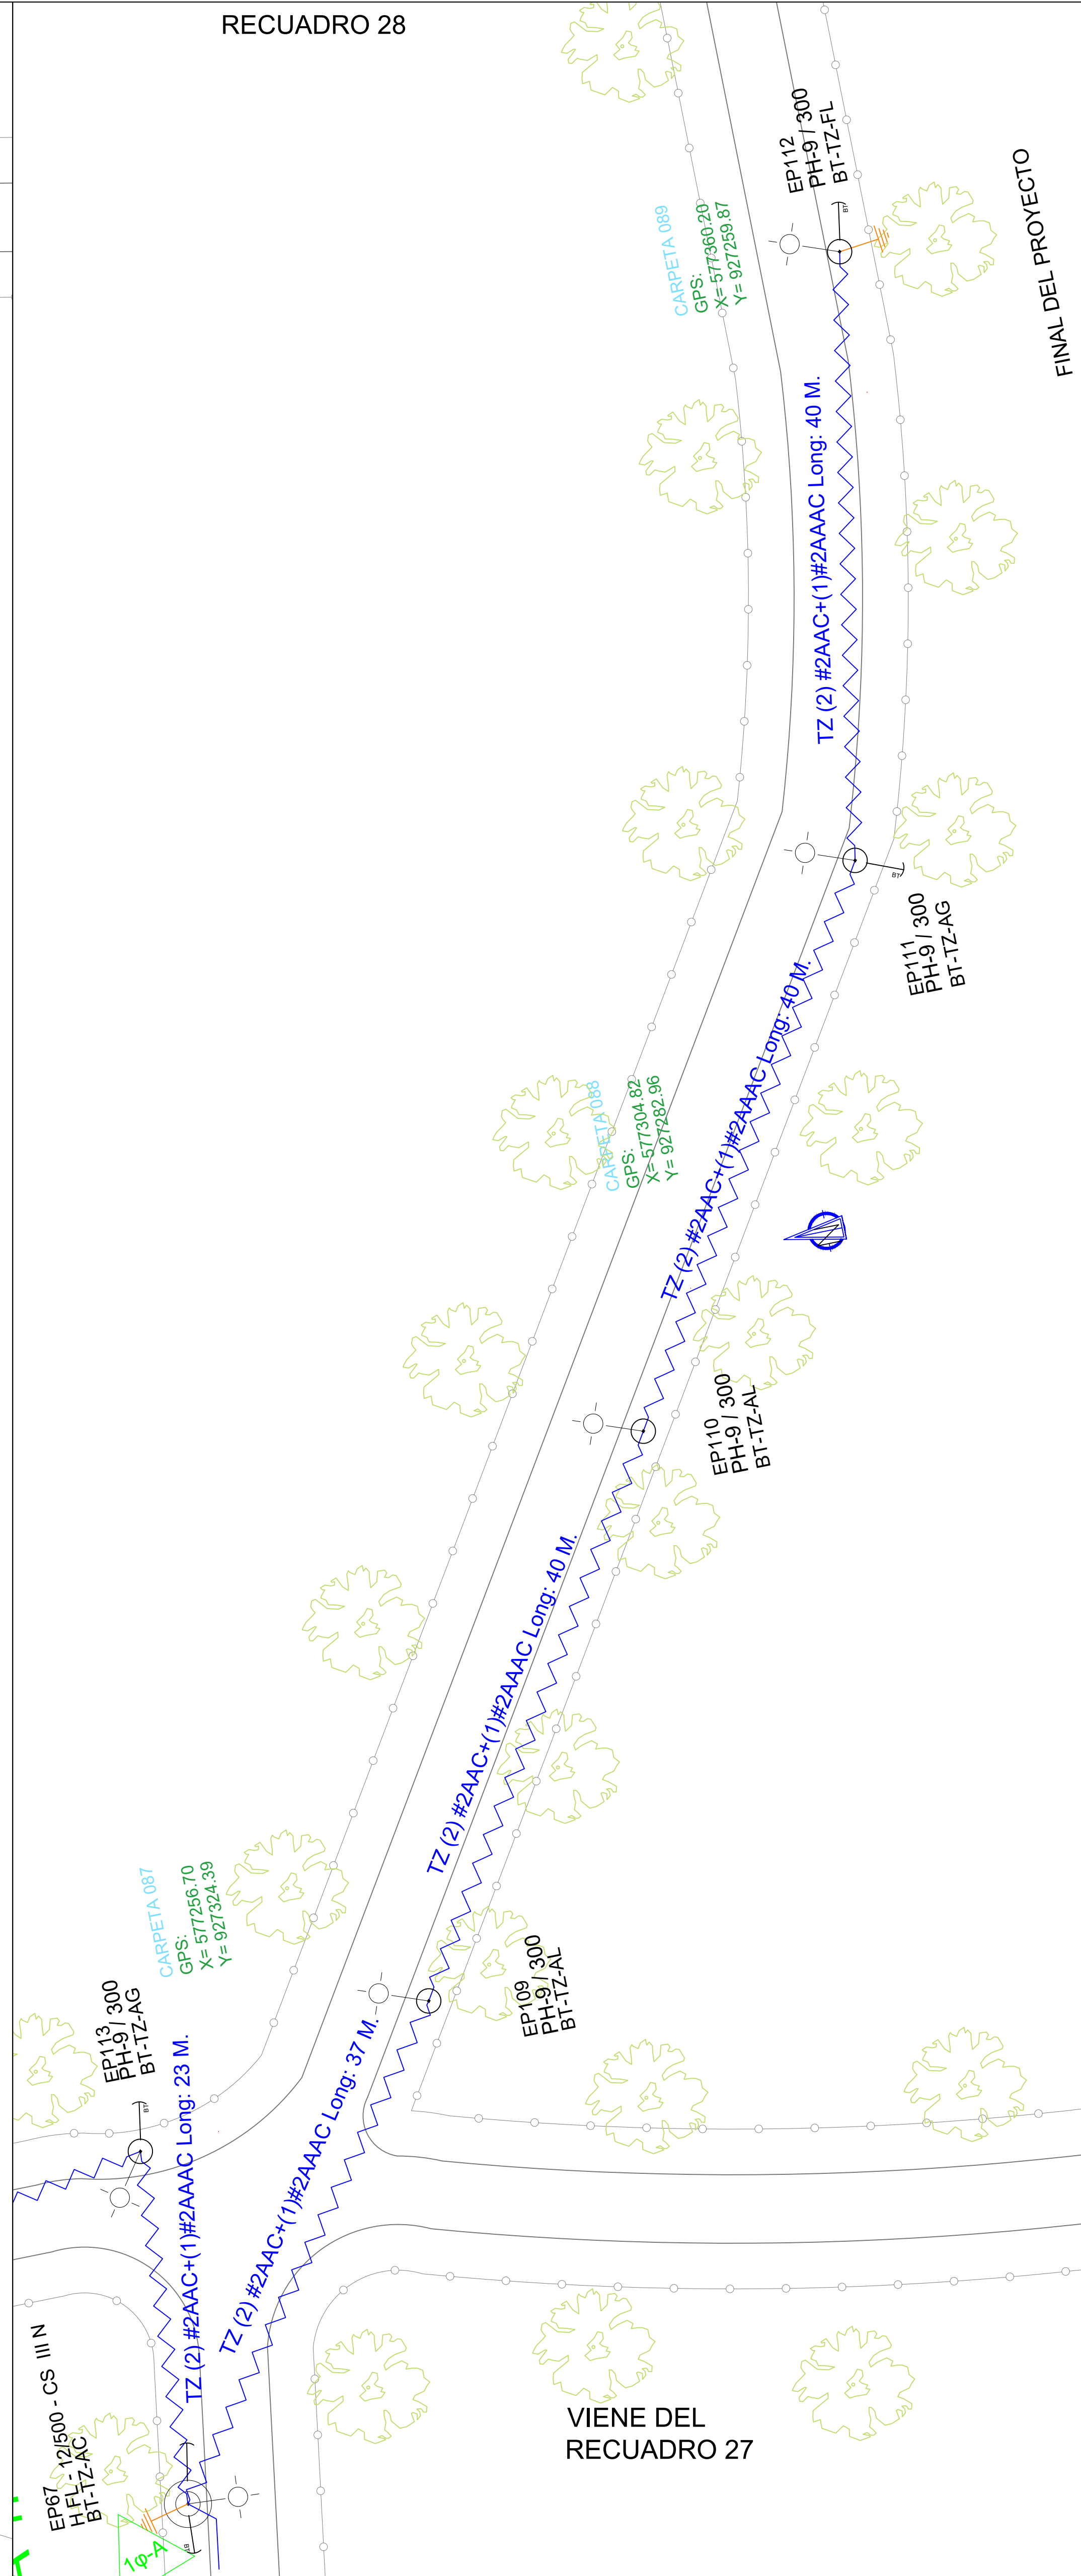 RECUADRO 28
EP112
PH-9 / 300
BT-TZ-FL
BT
FINAL DEL PROYECTO
CARPETA 089
GPS:
X= 577360.20
Y= 927259.87
TZ (2) #2AAC+(1)#2AAAC Long: 40 M.
BT
EP111
PH-9 / 300
BT-TZ-AG
TZ (2) #2AAC+(1)#2AAAC Long: 40 M.
CARPETA 088
GPS:
X= 577304.82
Y= 927282.96
N
EP110
PH-9 / 300
BT-TZ-AL
TZ (2) #2AAC+(1)#2AAAC Long: 40 M.
CARPETA 087
GPS:
X= 577256.70
Y= 927324.39
EP109
PH-9 / 300
BT-TZ-AL
EP113
PH-9 / 300
BT-TZ-AG
BT
TZ (2) #2AAC+(1)#2AAAC Long: 23 M.
TZ (2) #2AAC+(1)#2AAAC Long: 37 M.
EP67
H.FL - 12/500 - CS III N
BT-TZ-AC
BT
1φ-A
VIENE DEL
RECUADRO 27